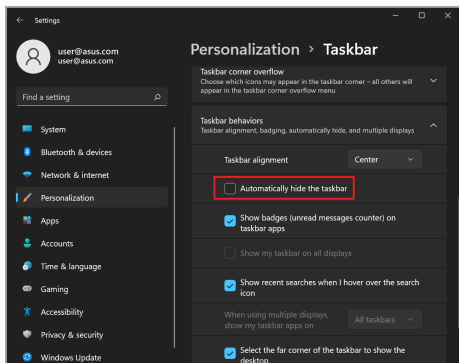 Settings
user@asus.com
user@asus.com
Find a setting
System
Bluetooth & devices
Network & internet
Personalization
Apps
Accounts
Time & language
Gaming
Accessibility
Privacy & security
Windows Update
Personalization > Taskbar
Taskbar corner overflow
Choose which icons may appear in the taskbar corner – all others will
appear in the taskbar corner overflow menu
Taskbar behaviors
Taskbar alignment, badging, automatically hide, and multiple displays
Taskbar alignment
Center
Automatically hide the taskbar
Show badges (unread messages counter) on
taskbar apps
Show my taskbar on all displays
Show recent searches when I hover over the search
icon
When using multiple displays,
show my taskbar apps on
All taskbars
Select the far corner of the taskbar to show the
desktop